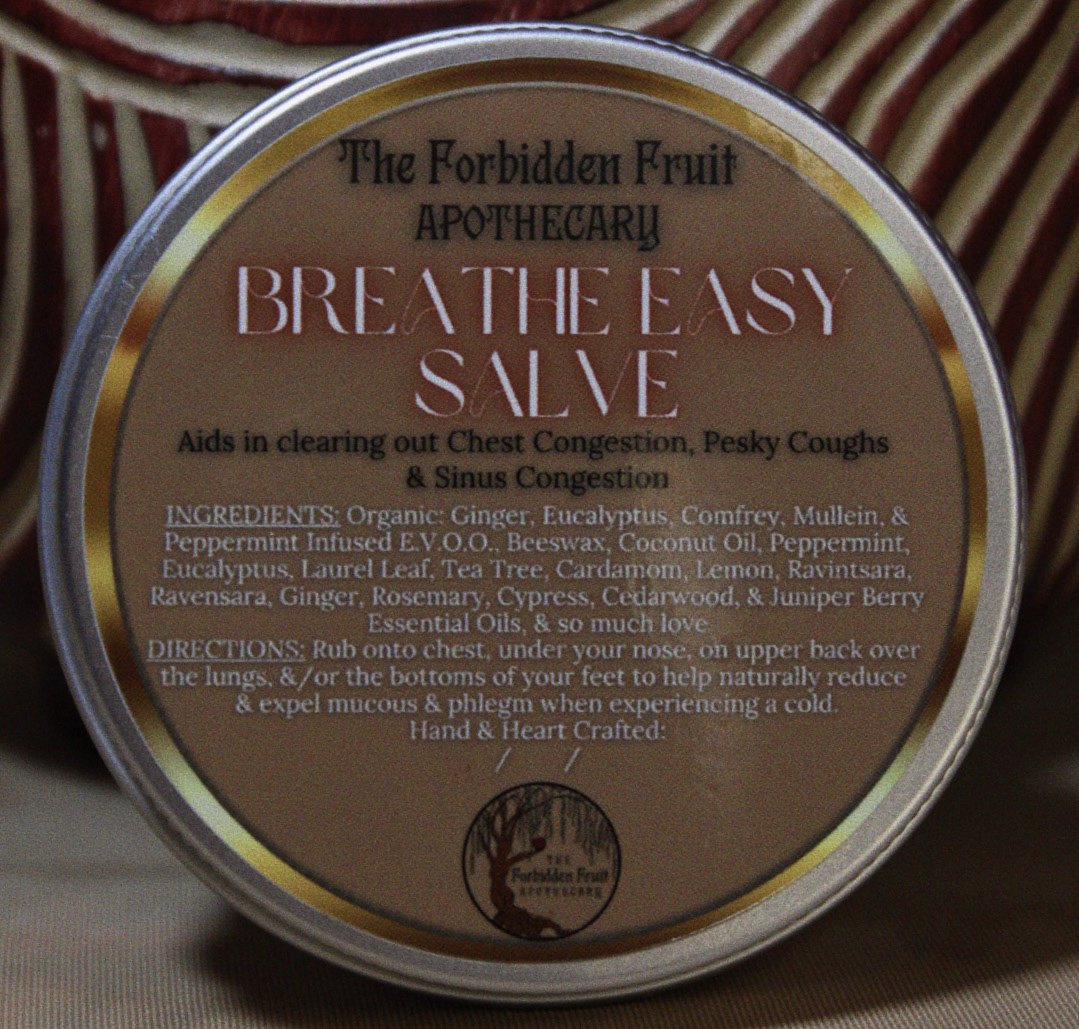 The Forbidden Fruit
APOTHECARY
BREATHE EASY
SALVE
Aids in clearing out Chest Congestion, Pesky Coughs
& Sinus Congestion
INGREDIENTS: Organic: Ginger, Eucalyptus, Comfrey, Mullein, &
Peppermint Infused E.V.O.O., Beeswax, Coconut Oil, Peppermint,
Eucalyptus, Laurel Leaf, Tea Tree, Cardamom, Lemon, Ravintsara,
Ravensara, Ginger, Rosemary, Cypress, Cedarwood, & Juniper Berry
Essential Oils, & so much love
DIRECTIONS: Rub onto chest, under your nose, on upper back over
the lungs, &/or the bottoms of your feet to help naturally reduce
& expel mucous & phlegm when experiencing a cold.
Hand & Heart Crafted:
/ /
THE
Forbidden Fruit
APOTHECARY